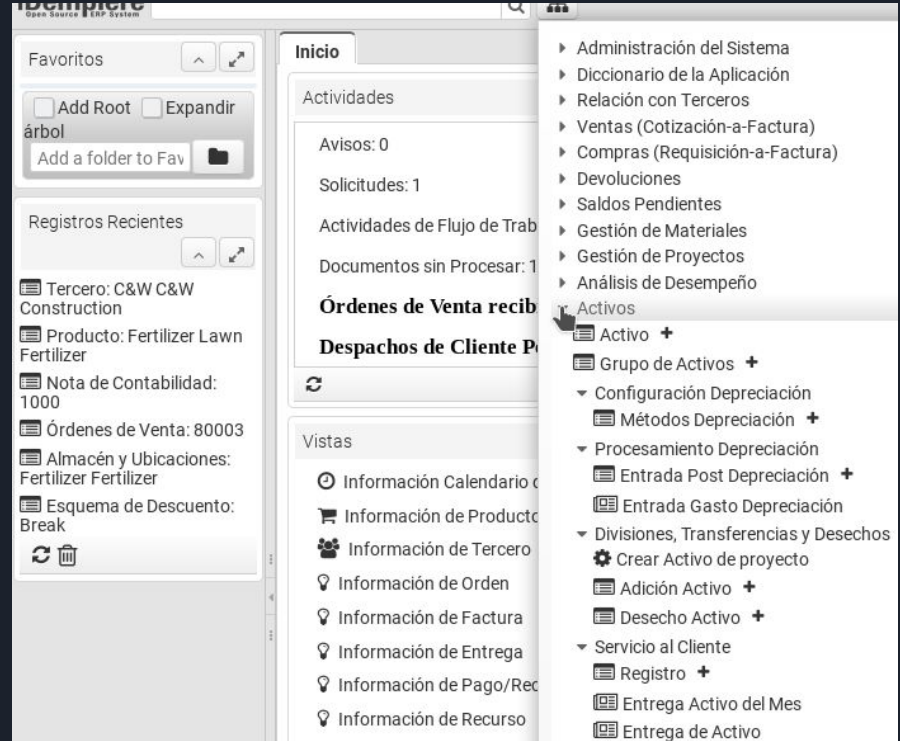 iDempiere
Open Source ERP System
Favoritos
Add Root Expandir
árbol
Add a folder to Fav
Registros Recientes
Tercero: C&W C&W
Construction
Producto: Fertilizer Lawn
Fertilizer
Nota de Contabilidad:
1000
Órdenes de Venta: 80003
Almacén y Ubicaciones:
Fertilizer Fertilizer
Esquema de Descuento:
Break
Inicio
Actividades
Avisos: 0
Solicitudes: 1
Actividades de Flujo de Trab
Documentos sin Procesar: 1
Órdenes de Venta recib
Despachos de Cliente P
Vistas
Información Calendario
Información de Producto
Información de Tercero
Información de Orden
Información de Factura
Información de Entrega
Información de Pago/Rec
Información de Recurso
Administración del Sistema
Diccionario de la Aplicación
Relación con Terceros
Ventas (Cotización-a-Factura)
Compras (Requisición-a-Factura)
Devoluciones
Saldos Pendientes
Gestión de Materiales
Gestión de Proyectos
Análisis de Desempeño
Activos
Activo +
Grupo de Activos +
Configuración Depreciación
Métodos Depreciación +
Procesamiento Depreciación
Entrada Post Depreciación +
Entrada Gasto Depreciación
Divisiones, Transferencias y Desechos
Crear Activo de proyecto
Adición Activo +
Desecho Activo +
Servicio al Cliente
Registro +
Entrega Activo del Mes
Entrega de Activo